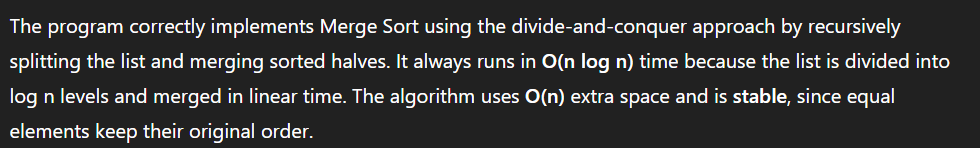 The program correctly implements Merge Sort using the divide-and-conquer approach by recursively
splitting the list and merging sorted halves. It always runs in O(n log n) time because the list is divided into
log n levels and merged in linear time. The algorithm uses O(n) extra space and is stable, since equal
elements keep their original order.